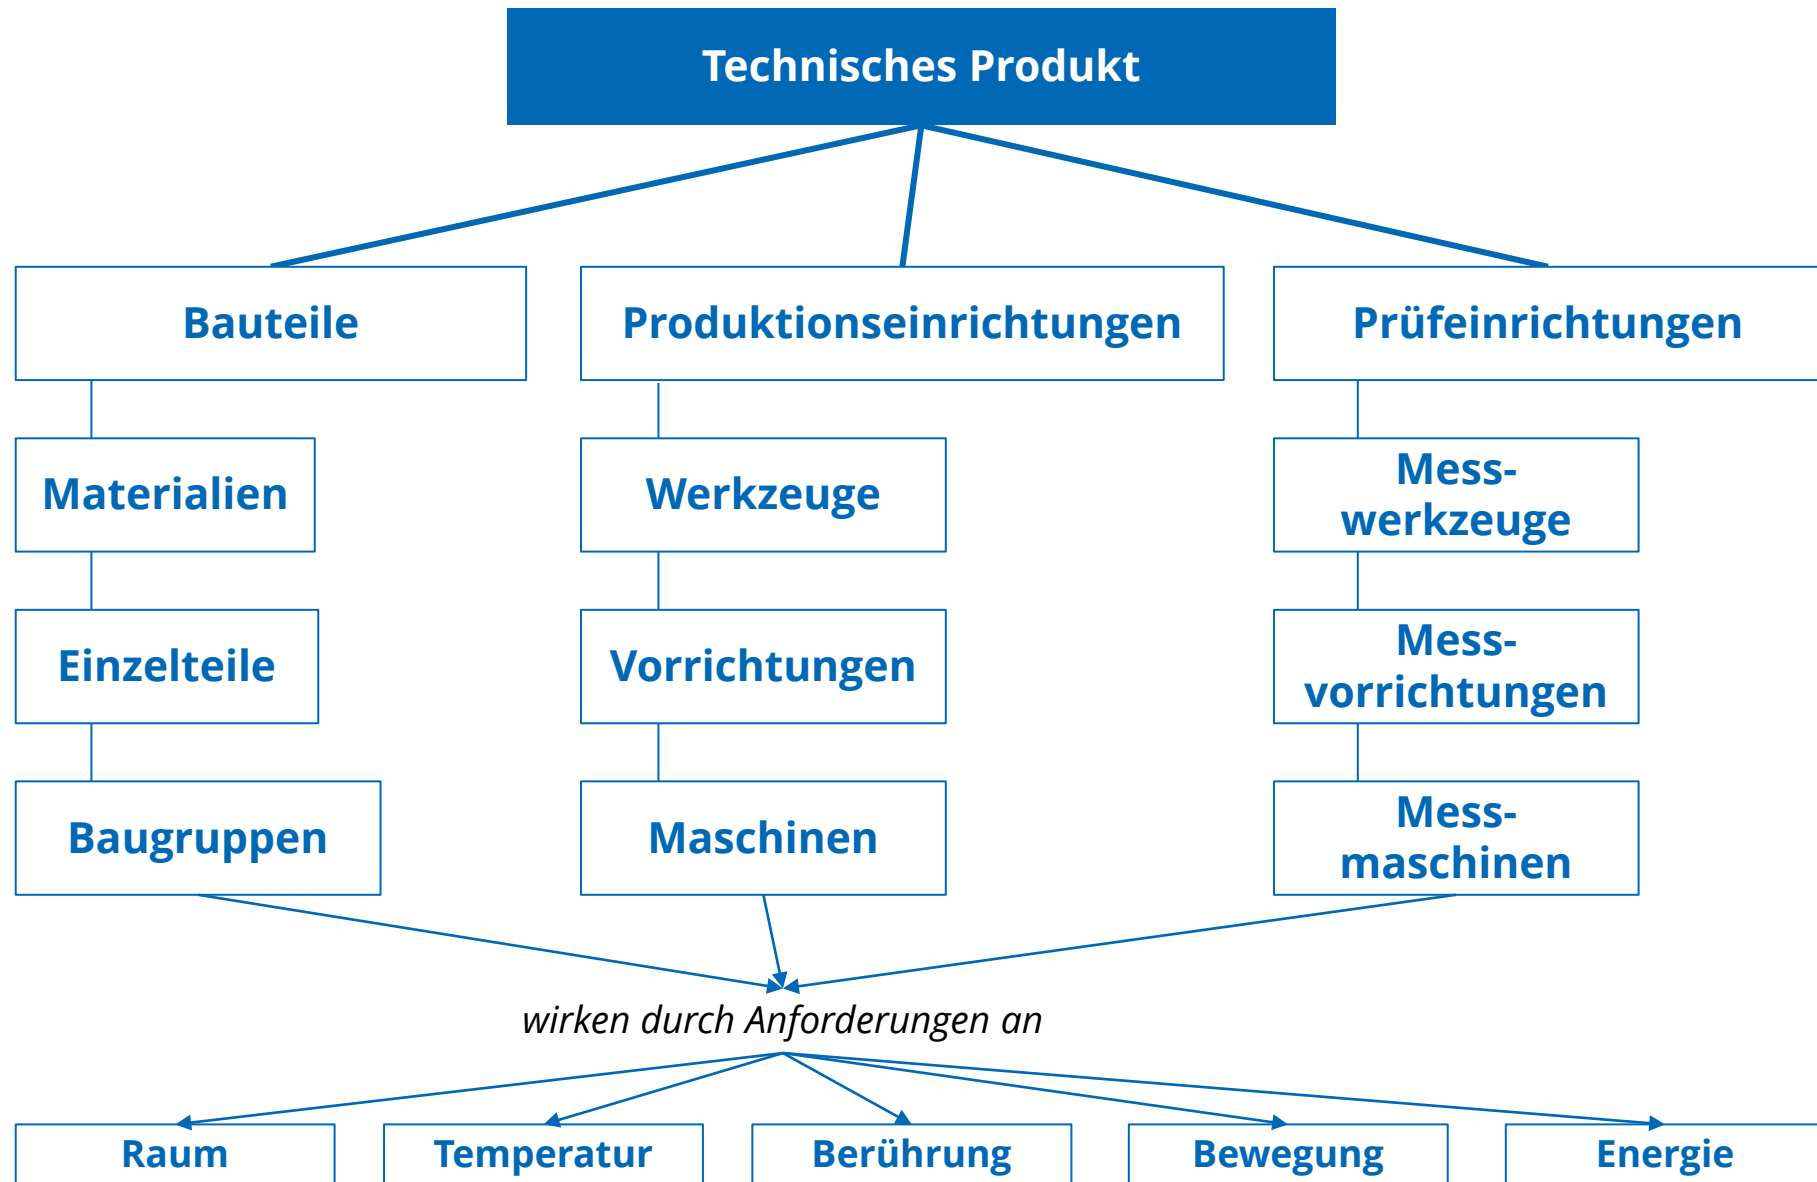 Technisches Produkt
Bauteile
Produktionseinrichtungen
Prüfeinrichtungen
Materialien
Werkzeuge
Mess-
werkzeuge
Einzelteile
Vorrichtungen
Mess-
vorrichtungen
Baugruppen
Maschinen
Mess-
maschinen
wirken durch Anforderungen an
Raum
Temperatur
Berührung
Bewegung
Energie